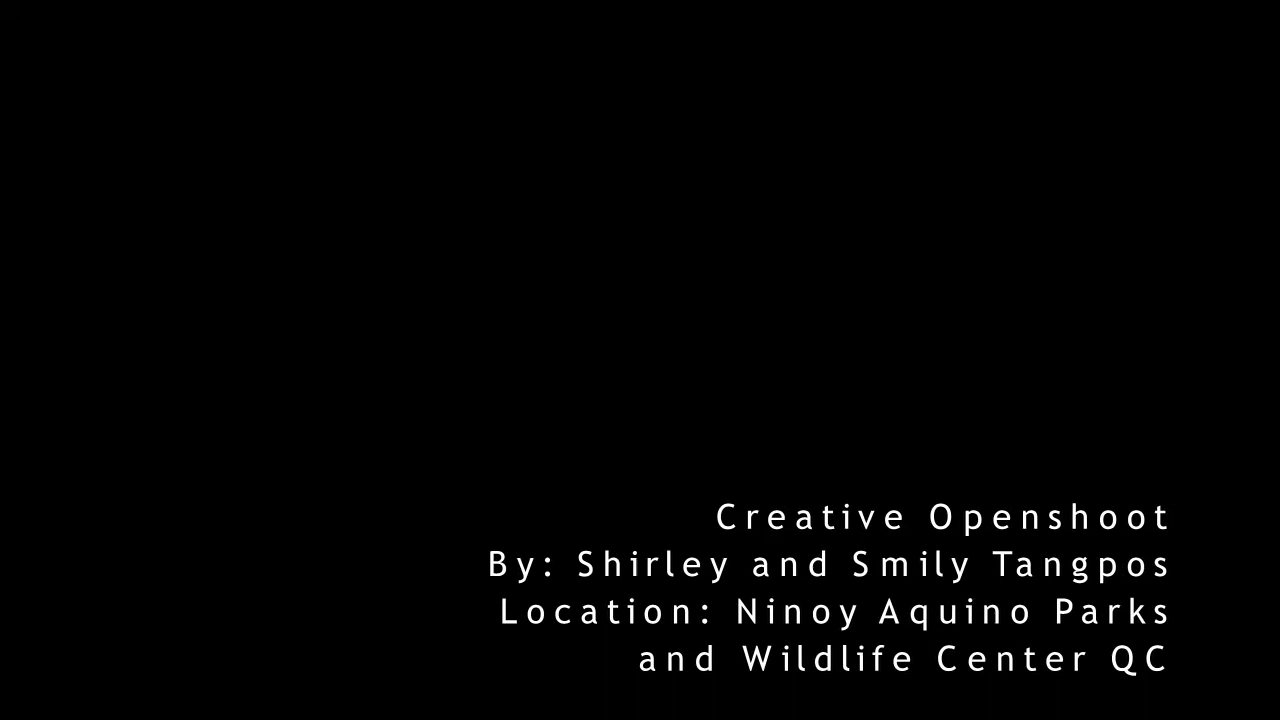 Creative Openshoot
By: Shirley and Smily Tangpos
Location: Ninoy Aquino Parks
and Wildlife Center QC